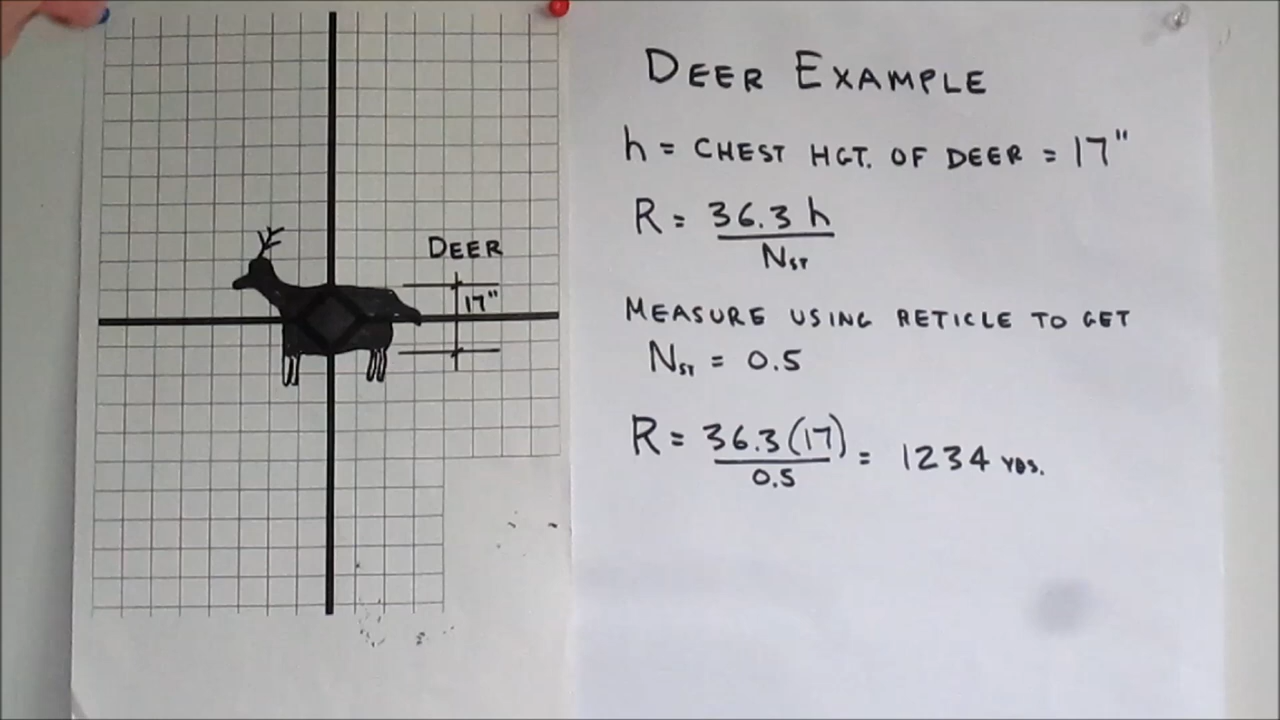 DEER EXAMPLE
h = CHEST HGT. OF DEER = 17"
R = 36.3 h
NST
MEASURE USING RETICLE TO GET
NST = 0.5
R = 36.3 (17) = 1234 YDS.
0.5
DEER
17"